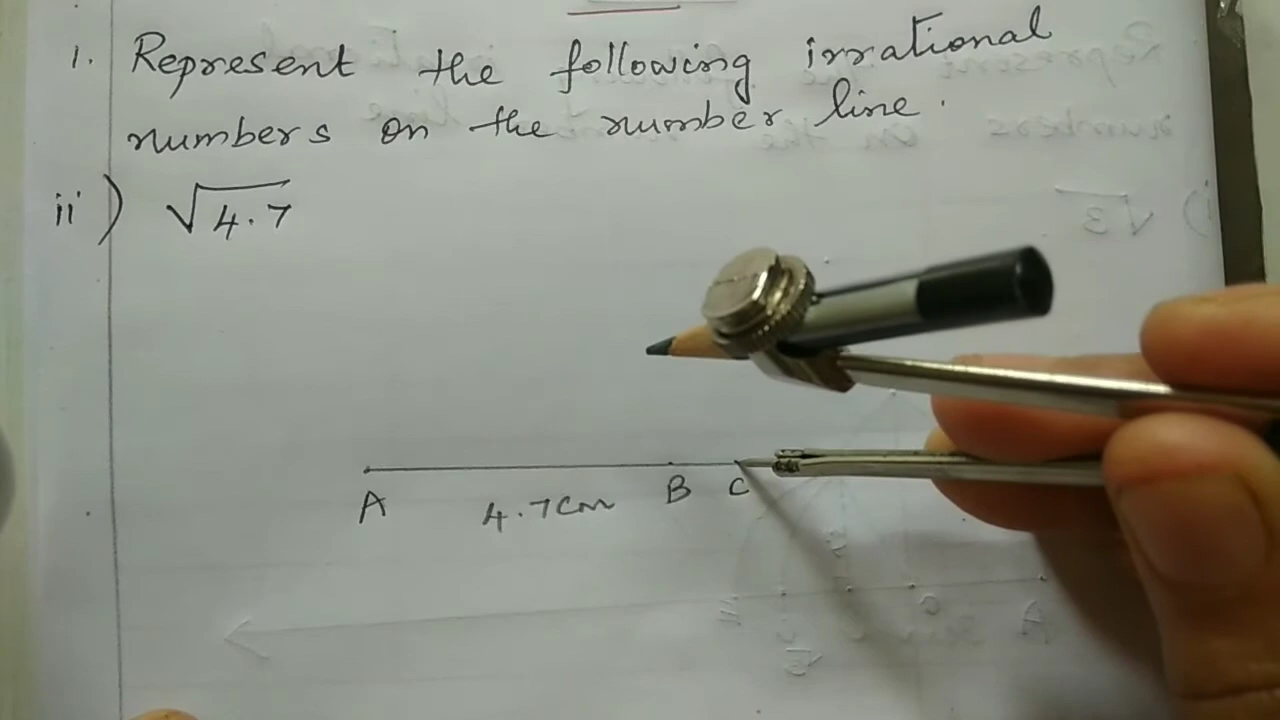 1. Represent the following irrational
numbers on the number line.
ii) √4.7
A 4.7cm B C